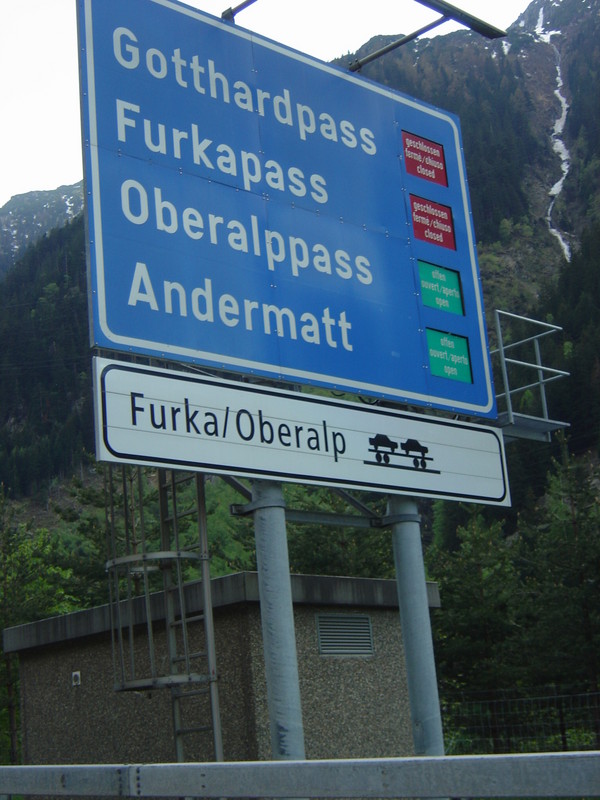 Gotthardpass
geschlossen
fermé/chiuso
closed
Furkapass
geschlossen
fermé/chiuso
closed
Oberalppass
offen
ouvert/aperto
open
Andermatt
offen
ouvert/aperto
open
Furka/Oberalp